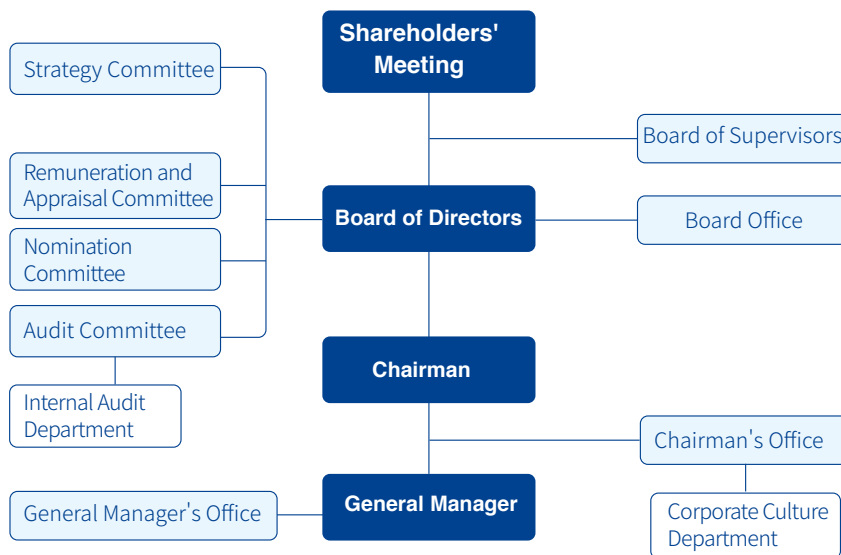 Shareholders'
Meeting
Strategy Committee
Board of Supervisors
Remuneration and
Appraisal Committee
Board of Directors
Board Office
Nomination
Committee
Audit Committee
Chairman
Internal Audit
Department
Chairman's Office
General Manager
General Manager's Office
Corporate Culture
Department